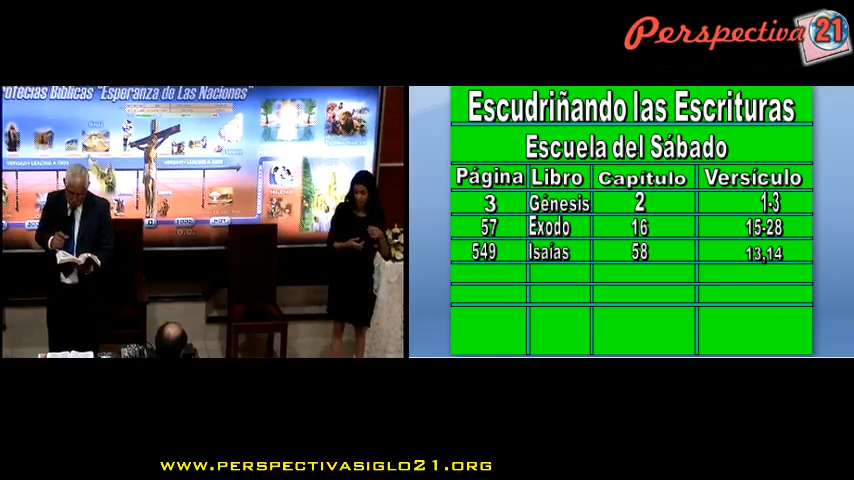 Perspectiva 21
rofecías Bíblicas "Esperanza de Las Naciones"
Escudriñando las Escrituras
Escuela del Sábado
Página Libro Capítulo Versículo
3 Génesis 2 1-3
57 Exodo 16 15-28
549 Isaías 58 13,14
www.perspectivasiglo21.org